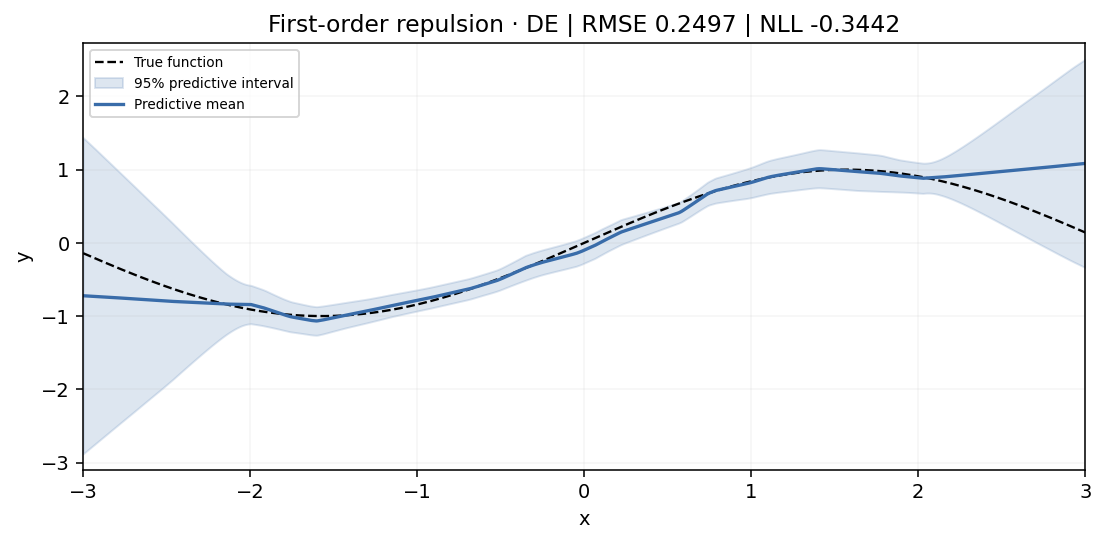 First-order repulsion · DE | RMSE 0.2497 | NLL -0.3442
True function
95% predictive interval
Predictive mean
y
2
1
0
−1
−2
−3
−3
−2
−1
0
1
2
3
x